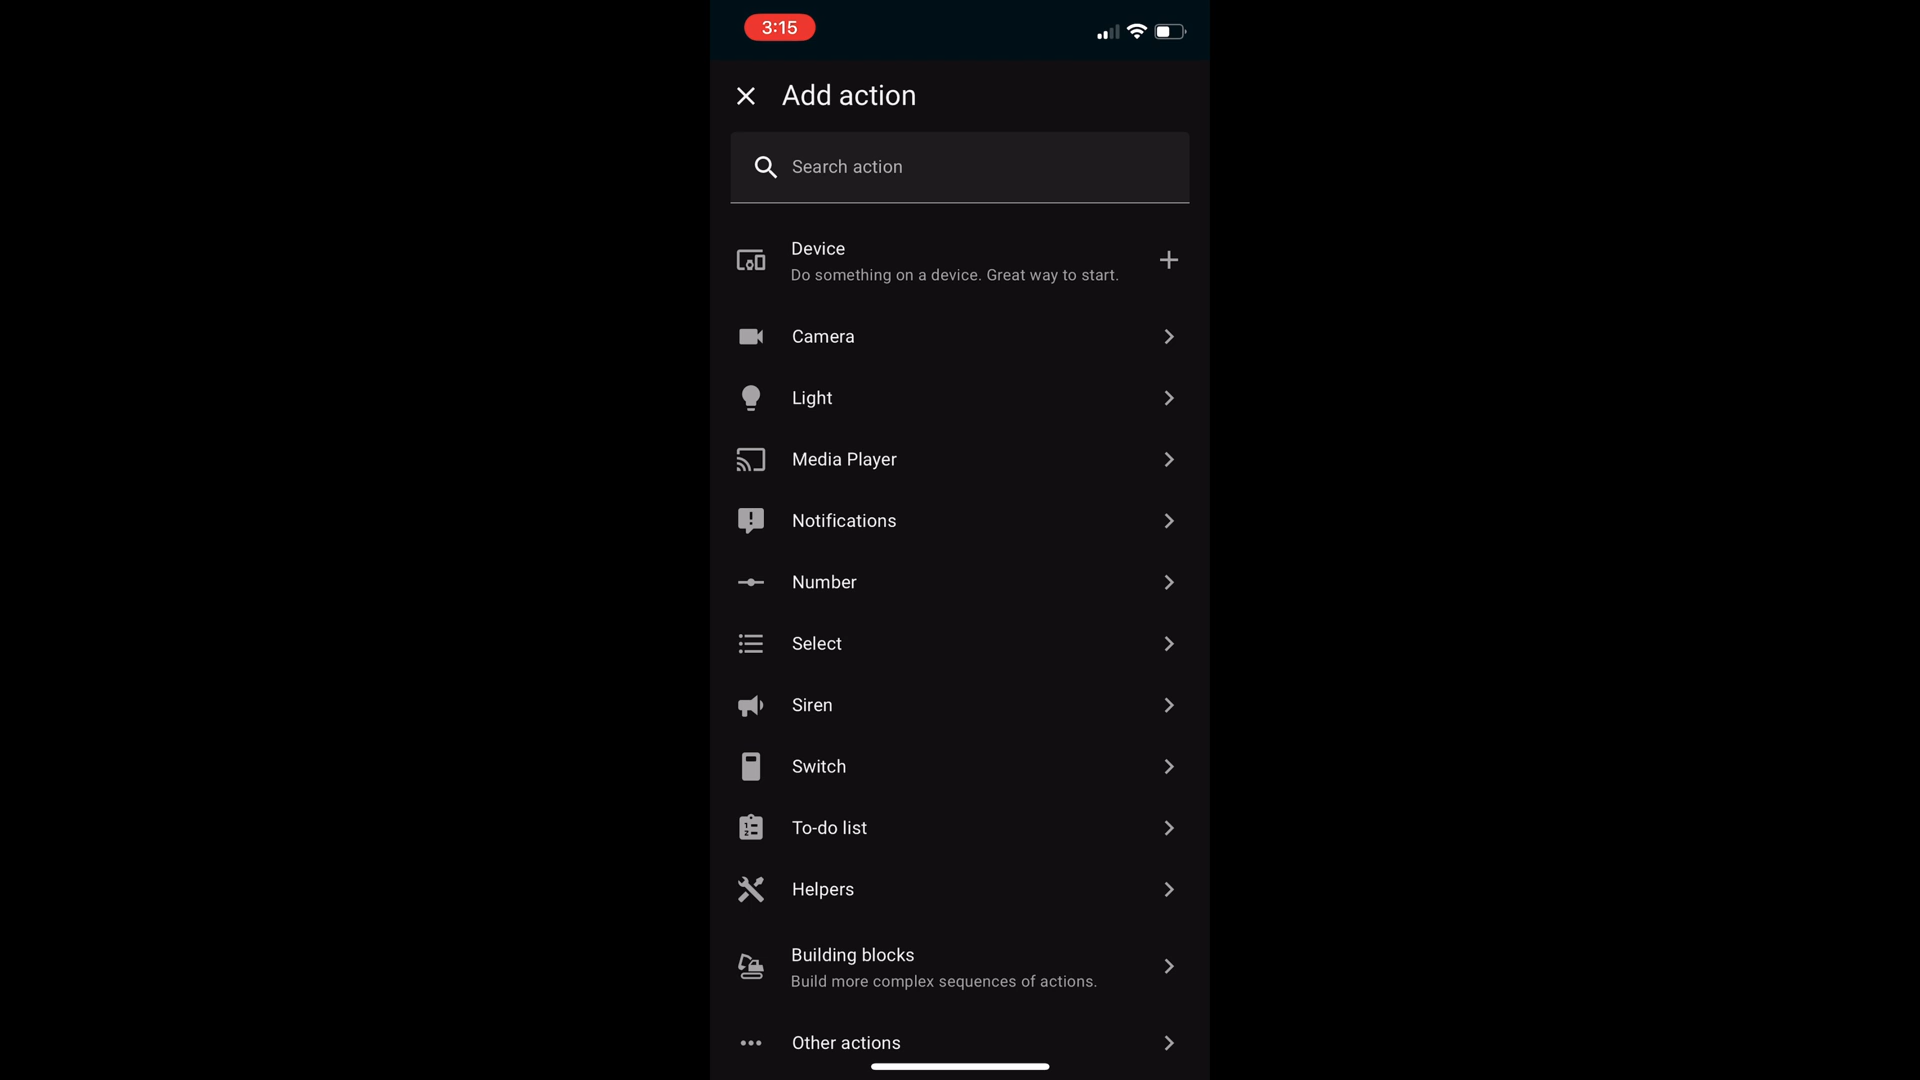 3:15
Add action
Search action
Device
Do something on a device. Great way to start.
Camera
Light
Media Player
Notifications
Number
Select
Siren
Switch
To-do list
Helpers
Building blocks
Build more complex sequences of actions.
Other actions